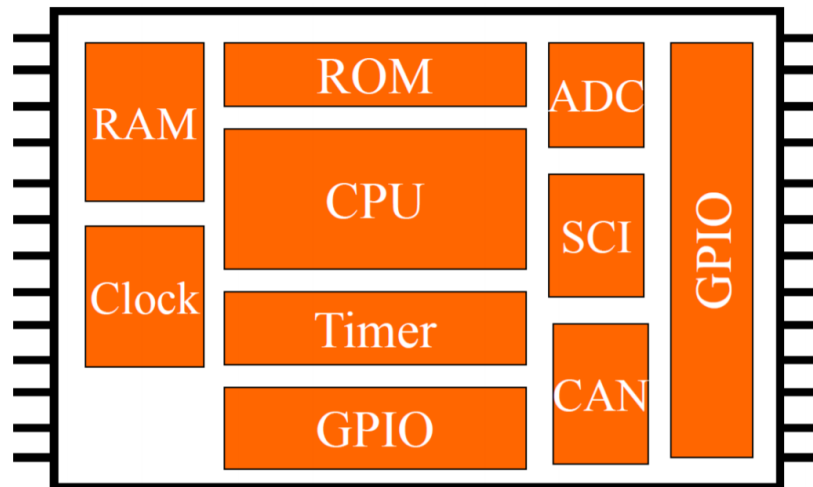 RAM
Clock
ROM
CPU
Timer
GPIO
ADC
SCI
CAN
GPIO